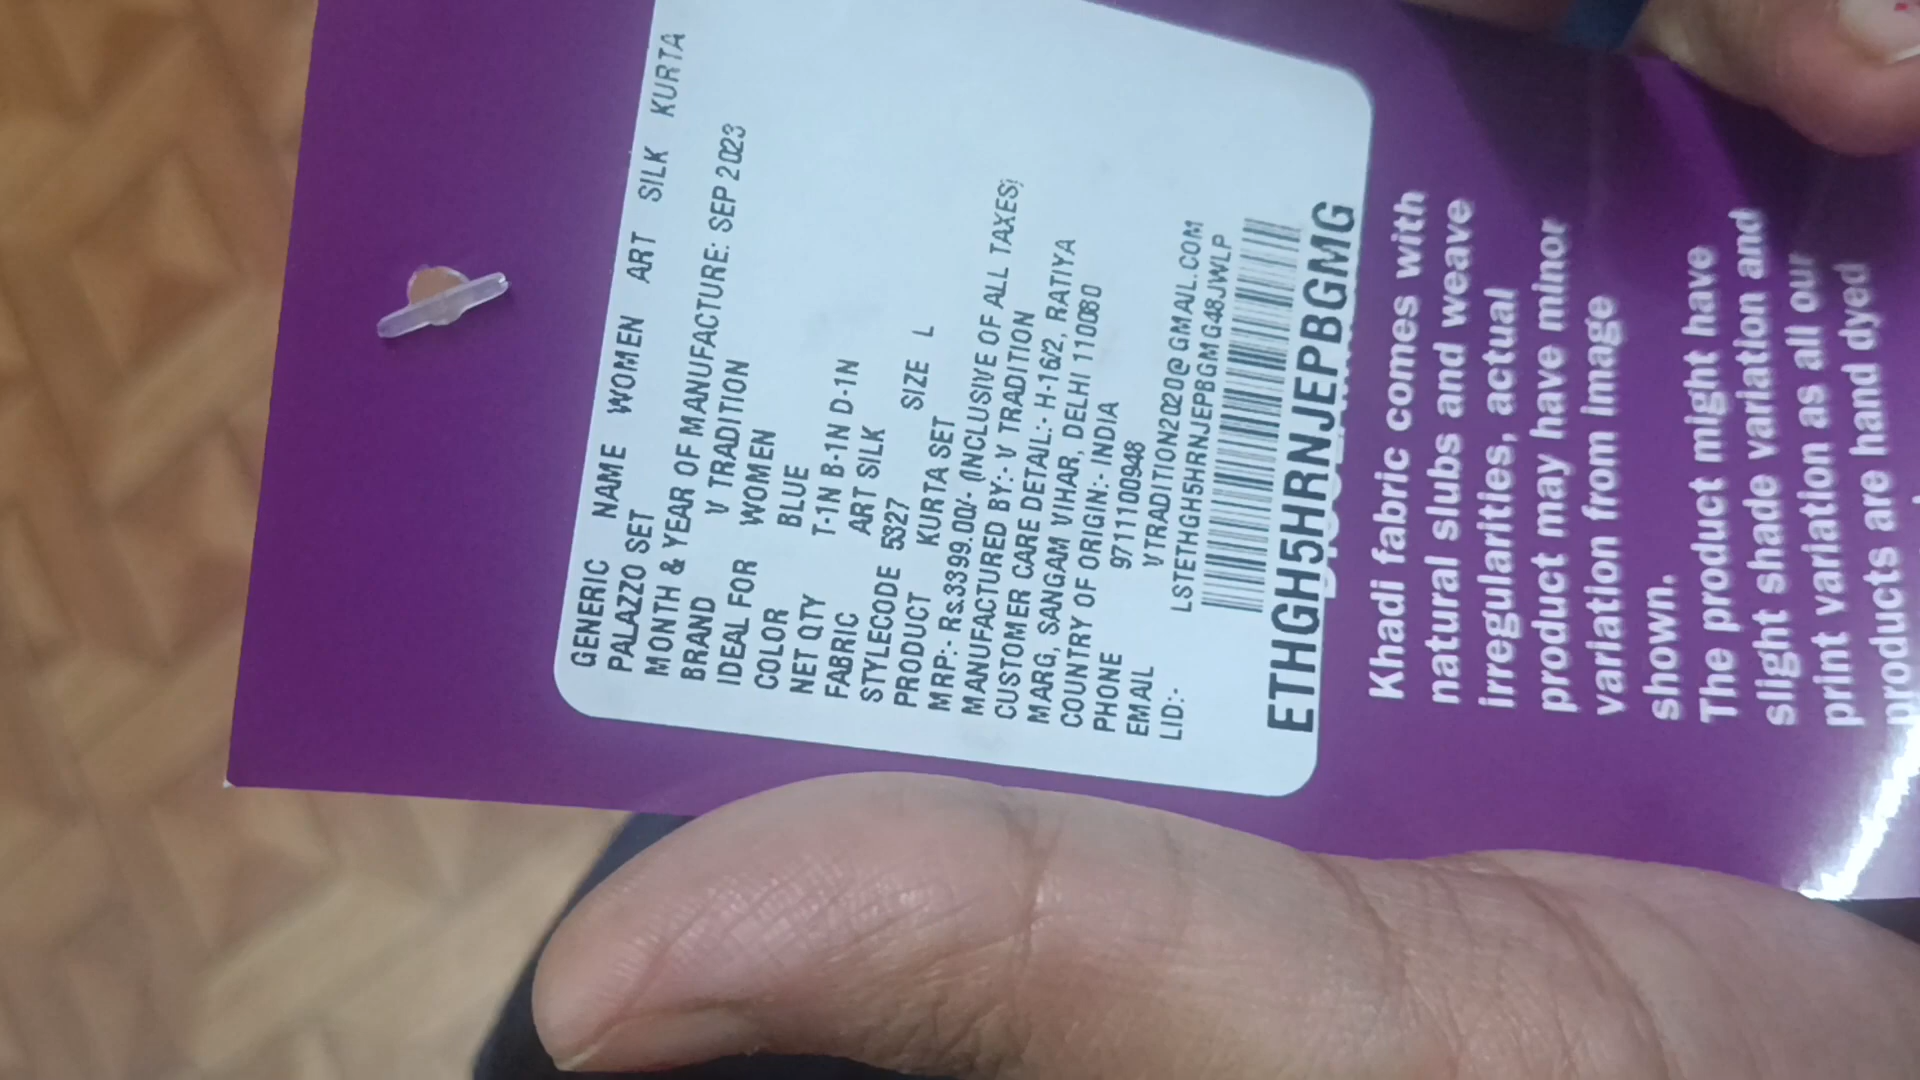 GENERIC NAME WOMEN ART SILK KURTA
PALAZZO SET
MONTH & YEAR OF MANUFACTURE: SEP 2023
BRAND V TRADITION
IDEAL FOR WOMEN
COLOR BLUE
NET QTY T-1N B-1N D-1N
FABRIC ART SILK
STYLECODE 5327
PRODUCT KURTA SET SIZE L
MRP:- Rs.3399.00/- (INCLUSIVE OF ALL TAXES)
MANUFACTURED BY:- V TRADITION
CUSTOMER CARE DETAIL:- H-16/2, RATIYA
MARG, SANGAM VIHAR, DELHI 110080
COUNTRY OF ORIGIN:- INDIA
PHONE 9711100948
EMAIL VTRADITION2020@GMAIL.COM
LID:- LSTETHGH5HRNJEPBGMGG48JWLP
ETHGH5HRNJEPBGMG
Khadi fabric comes with
natural slubs and weave
irregularities, actual
product may have minor
variation from image
shown.
The product might have
slight shade variation and
print variation as all our
products are hand dyed